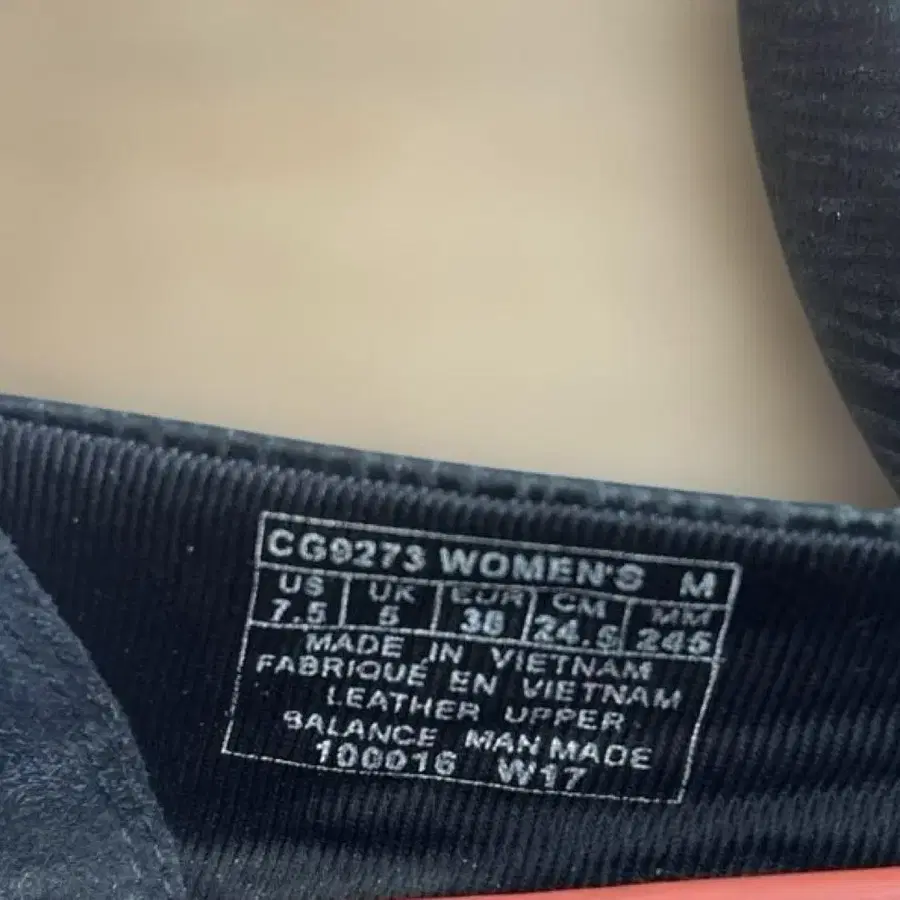 CG9273 WOMEN'S M
US UK EUR CM MM
7.5 5 38 24.5 245
MADE IN VIETNAM
FABRIQUÉ EN VIETNAM
LEATHER UPPER
BALANCE MAN MADE
100016 W17